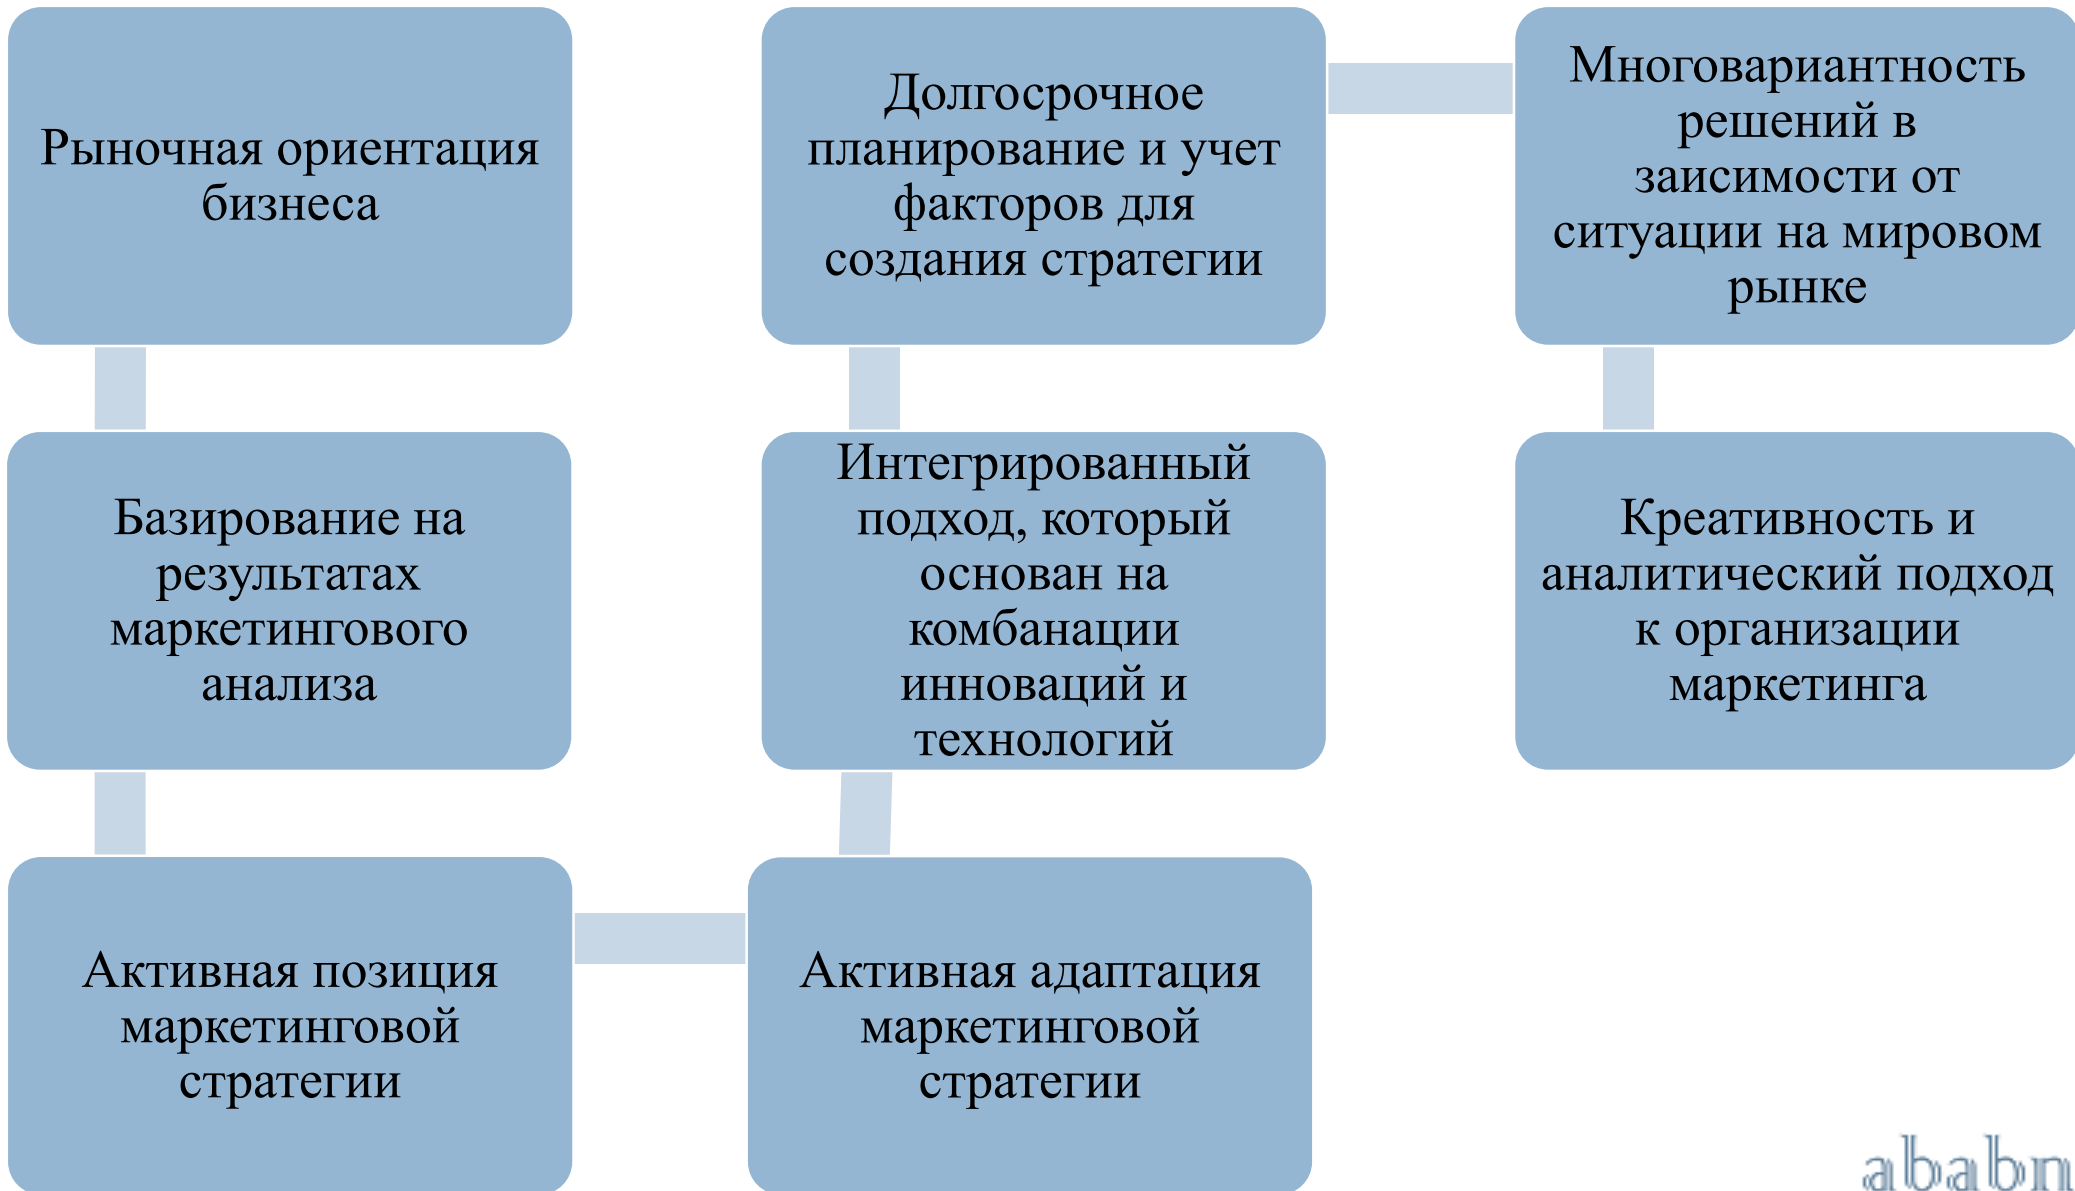 Рыночная ориентация
бизнеса
Базирование на
результатах
маркетингового
анализа
Активная позиция
маркетинговой
стратегии
Активная адаптация
маркетинговой
стратегии
Интегрированный
подход, который
основан на
комбанации
инноваций и
технологий
Долгосрочное
планирование и учет
факторов для
создания стратегии
Многовариантность
решений в
заисимости от
ситуации на мировом
рынке
Креативность и
аналитический подход
к организации
маркетинга
ababn